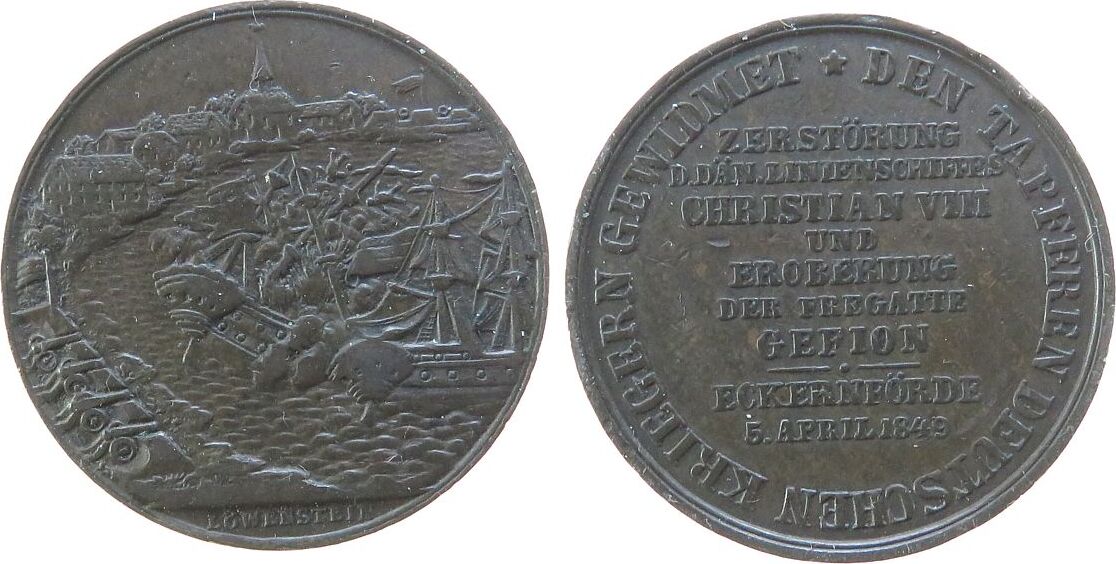 LÖWENSTEIN
DEN TAPFEREN DEUTSCHEN KRIEGERN GEWIDMET
ZERSTÖRUNG
D.DÄN.LINIENSCHIFFES
CHRISTIAN VIII
UND
EROBERUNG
DER FREGATTE
GEFION
ECKERNFÖRDE
5. APRIL 1849